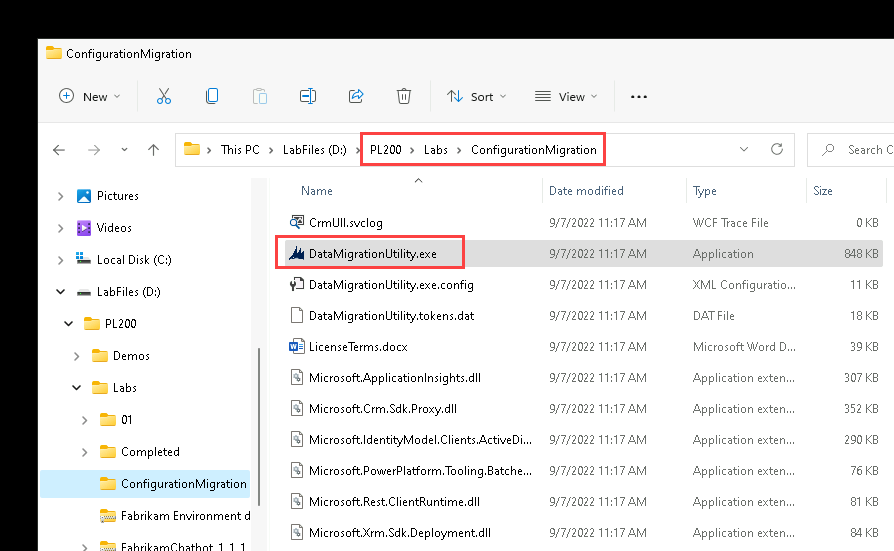 ConfigurationMigration
New
Sort
View
This PC
LabFiles (D:)
PL200
Labs
ConfigurationMigration
Search C
Pictures
Videos
Local Disk (C:)
LabFiles (D:)
PL200
Demos
Labs
01
Completed
ConfigurationMigration
Fabrikam Environment d
FabrikamChatbot_1_1_1
Name Date modified Type Size
CrmUII.svclog 9/7/2022 11:17 AM WCF Trace File 0 KB
DataMigrationUtility.exe 9/7/2022 11:17 AM Application 848 KB
DataMigrationUtility.exe.config 9/7/2022 11:17 AM XML Configuratio... 11 KB
DataMigrationUtility.tokens.dat 9/7/2022 11:17 AM DAT File 18 KB
LicenseTerms.docx 9/7/2022 11:17 AM Microsoft Word D... 39 KB
Microsoft.ApplicationInsights.dll 9/7/2022 11:17 AM Application exten... 307 KB
Microsoft.Crm.Sdk.Proxy.dll 9/7/2022 11:17 AM Application exten... 352 KB
Microsoft.IdentityModel.Clients.ActiveDi... 9/7/2022 11:17 AM Application exten... 290 KB
Microsoft.PowerPlatform.Tooling.Batche... 9/7/2022 11:17 AM Application exten... 76 KB
Microsoft.Rest.ClientRuntime.dll 9/7/2022 11:17 AM Application exten... 81 KB
Microsoft.Xrm.Sdk.Deployment.dll 9/7/2022 11:17 AM Application exten... 84 KB